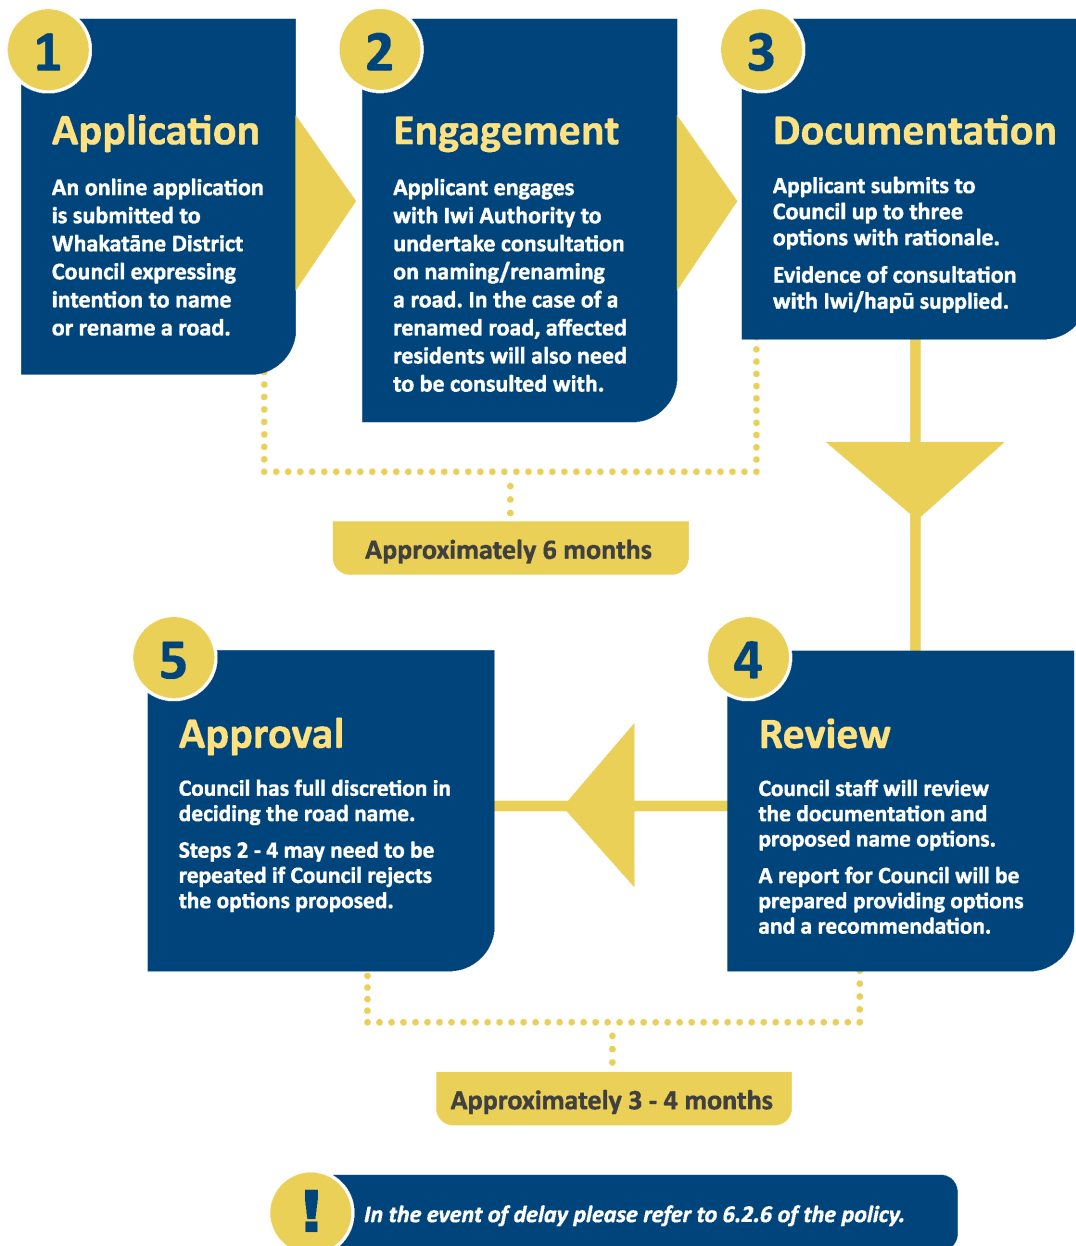 1
Application
An online application
is submitted to
Whakatāne District
Council expressing
intention to name
or rename a road.
2
Engagement
Applicant engages
with Iwi Authority to
undertake consultation
on naming/renaming
a road. In the case of a
renamed road, affected
residents will also need
to be consulted with.
3
Documentation
Applicant submits to
Council up to three
options with rationale.
Evidence of consultation
with Iwi/hapū supplied.
Approximately 6 months
4
Review
Council staff will review
the documentation and
proposed name options.
A report for Council will be
prepared providing options
and a recommendation.
5
Approval
Council has full discretion in
deciding the road name.
Steps 2 - 4 may need to be
repeated if Council rejects
the options proposed.
Approximately 3 - 4 months
!
In the event of delay please refer to 6.2.6 of the policy.